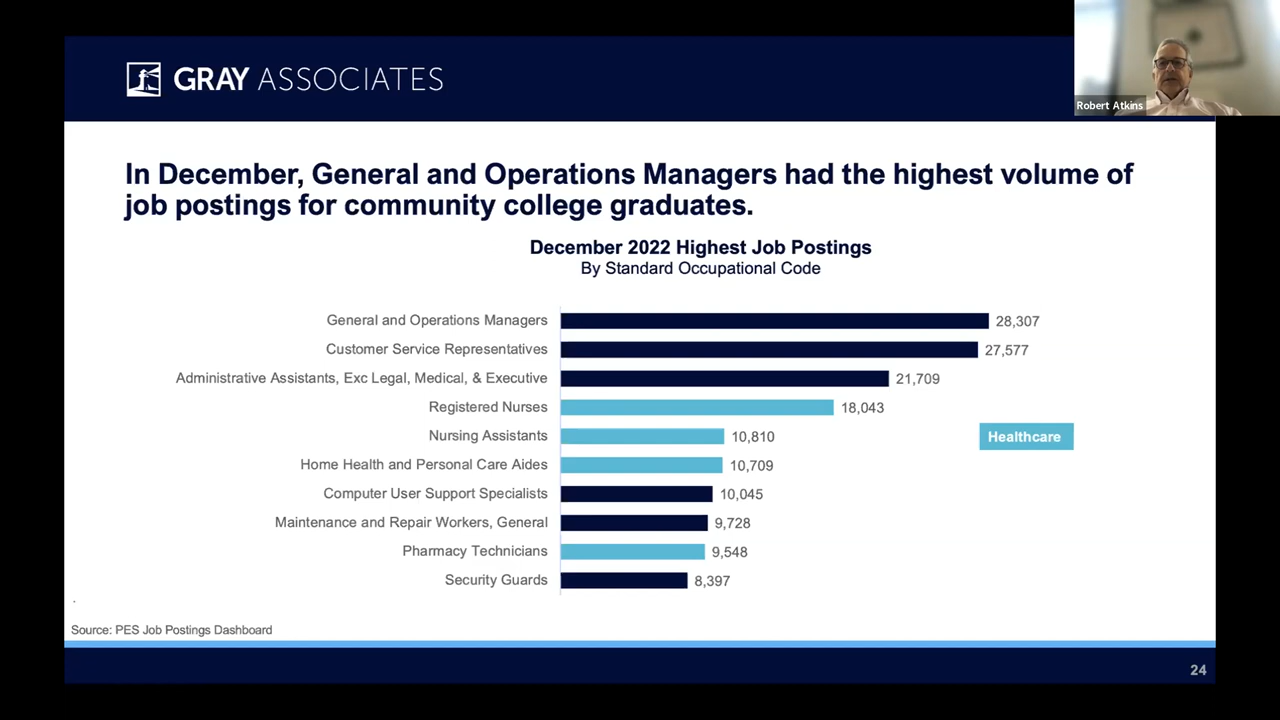 GRAY ASSOCIATES
Robert Atkins
In December, General and Operations Managers had the highest volume of
job postings for community college graduates.
December 2022 Highest Job Postings
By Standard Occupational Code
General and Operations Managers 28,307
Customer Service Representatives 27,577
Administrative Assistants, Exc Legal, Medical, & Executive 21,709
Registered Nurses 18,043
Nursing Assistants 10,810
Healthcare
Home Health and Personal Care Aides 10,709
Computer User Support Specialists 10,045
Maintenance and Repair Workers, General 9,728
Pharmacy Technicians 9,548
Security Guards 8,397
.
Source: PES Job Postings Dashboard
24